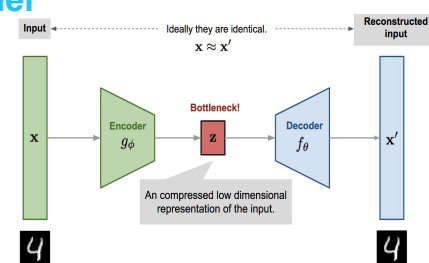 Input
Ideally they are identical.
x ≈ x′
Reconstructed
input
Bottleneck!
x
Encoder
gϕ
z
Decoder
fθ
x′
An compressed low dimensional
representation of the input.
4
4